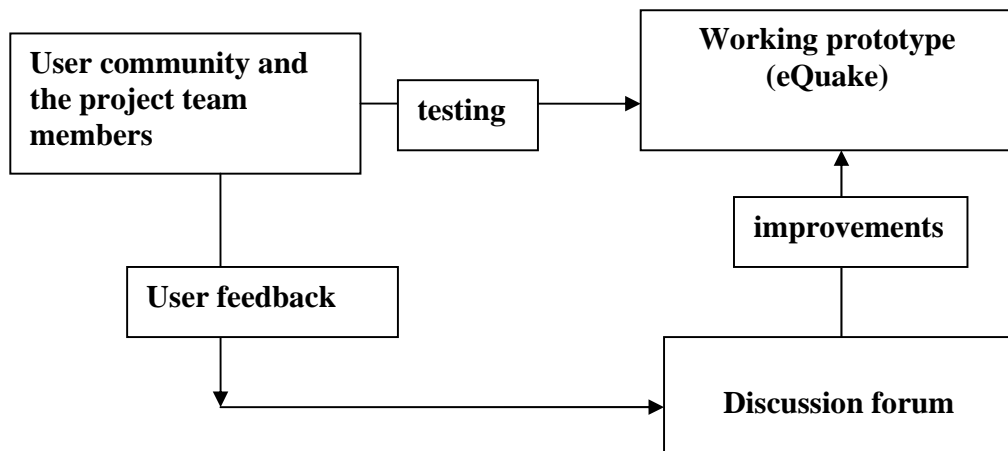 User community and
the project team
members
testing
Working prototype
(eQuake)
improvements
User feedback
Discussion forum